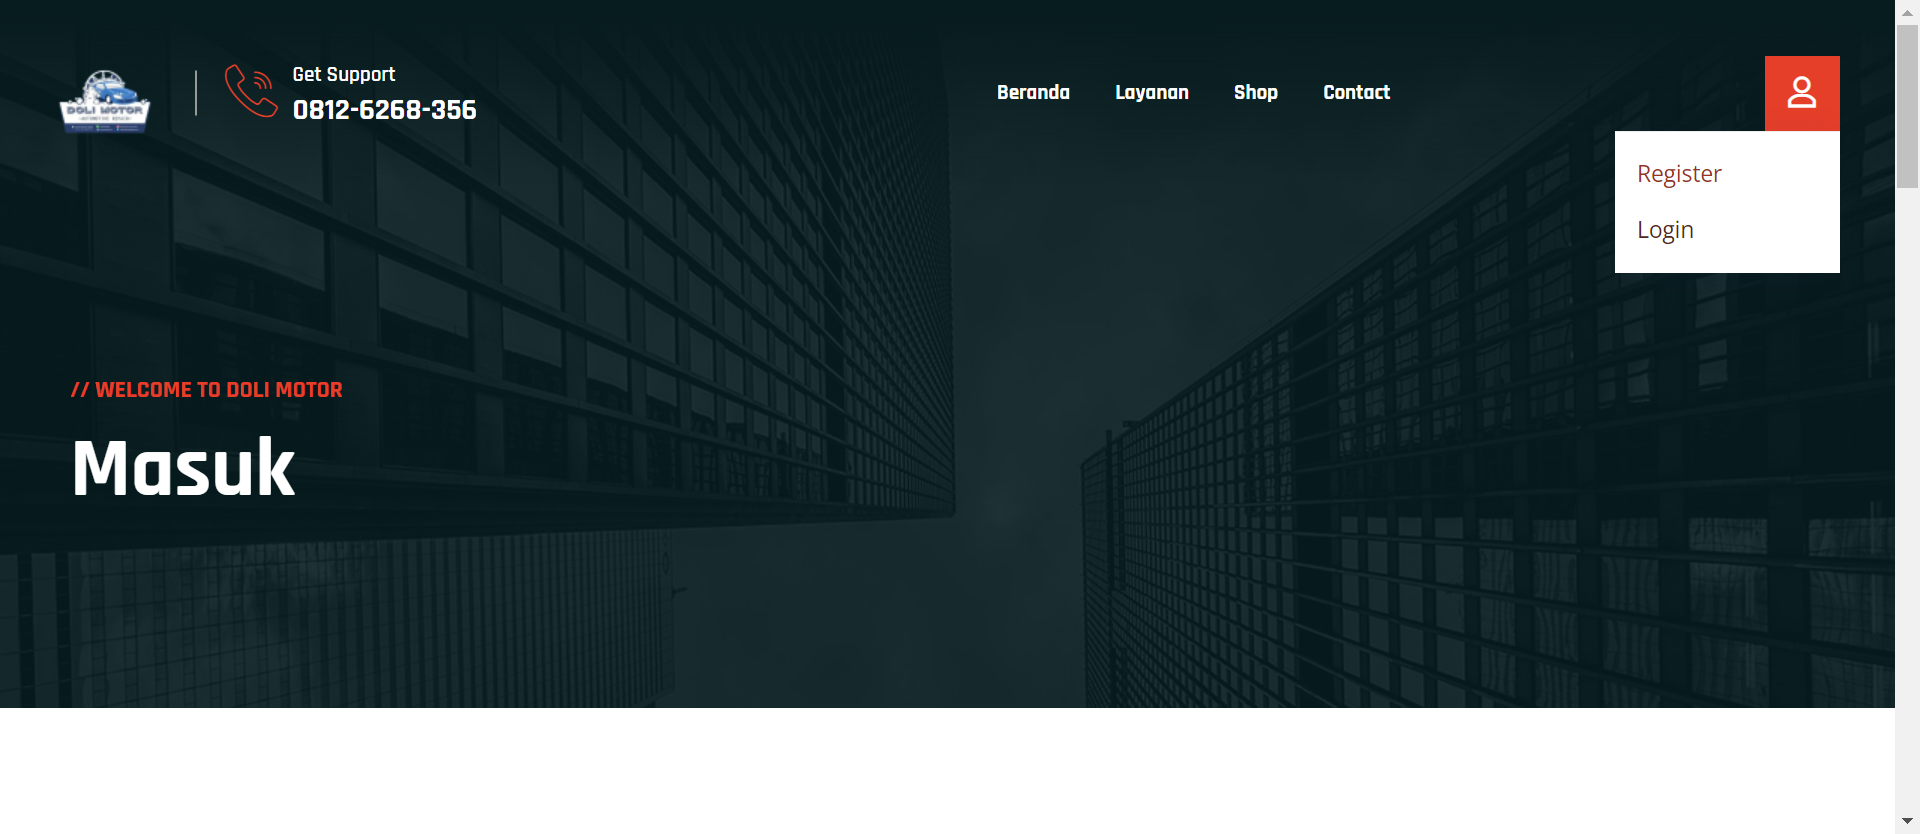 DOLI MOTOR
Get Support
0812-6268-356
Beranda
Layanan
Shop
Contact
Register
Login
// WELCOME TO DOLI MOTOR
Masuk